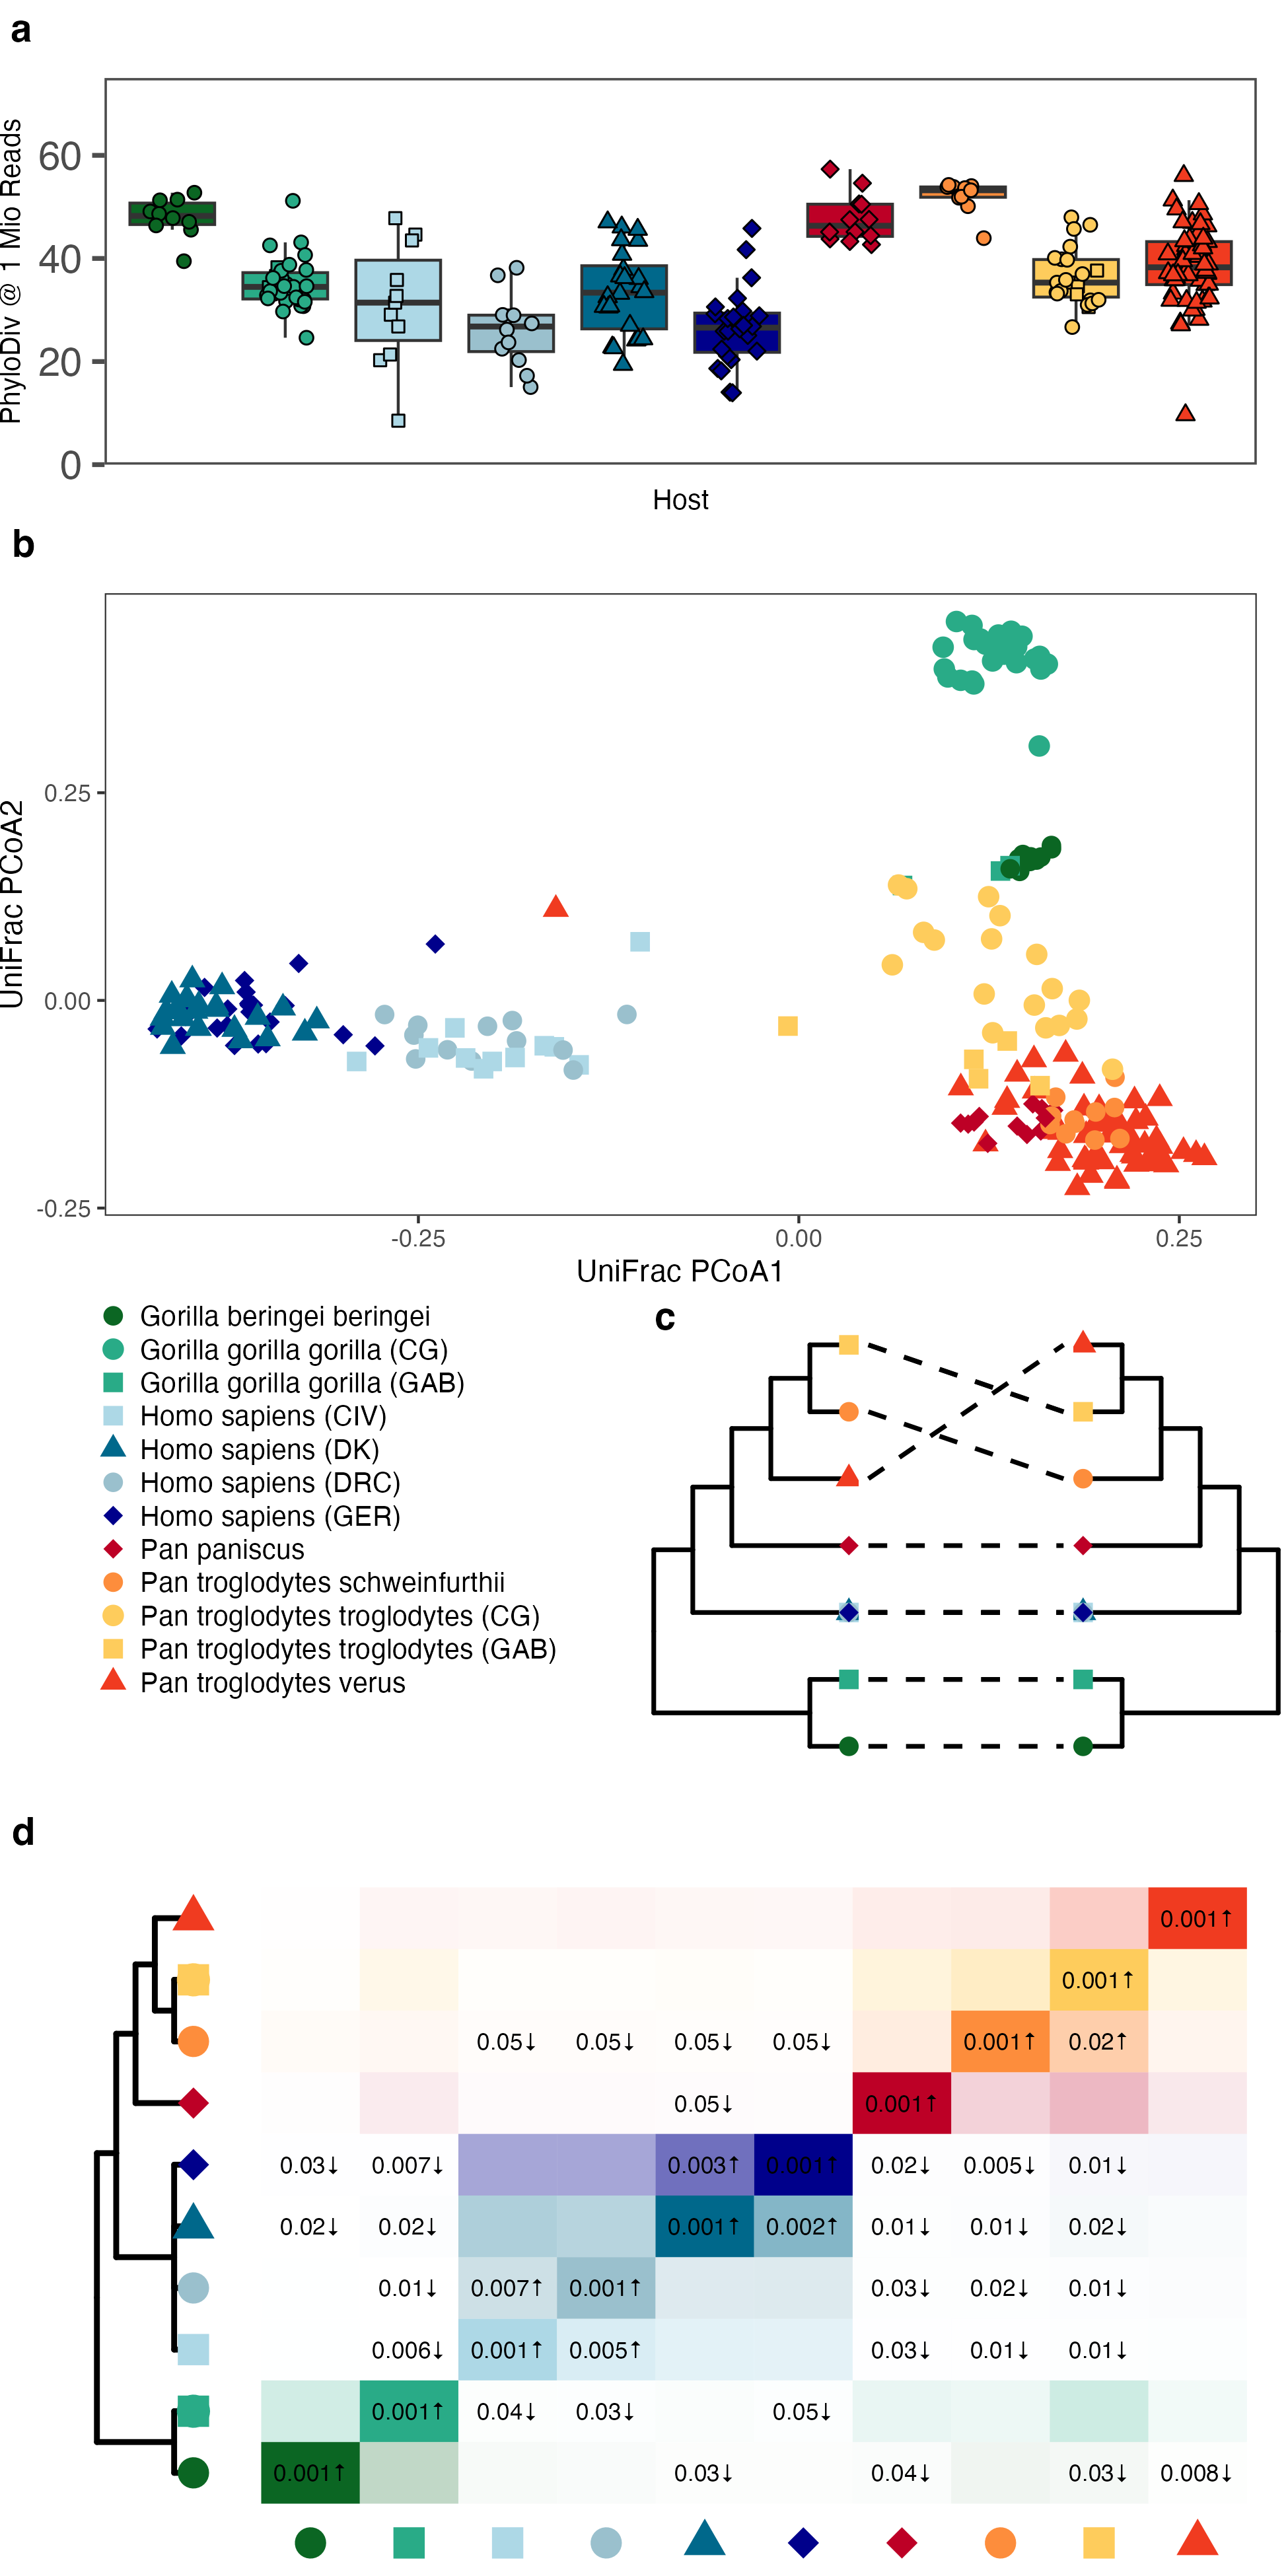 a
PhyloDiv @ 1 Mio Reads
60
40
20
0
Host
b
UniFrac PCoA2
0.25
0.00
-0.25
-0.25 0.00 0.25
UniFrac PCoA1
Gorilla beringei beringei
Gorilla gorilla gorilla (CG)
Gorilla gorilla gorilla (GAB)
Homo sapiens (CIV)
Homo sapiens (DK)
Homo sapiens (DRC)
Homo sapiens (GER)
Pan paniscus
Pan troglodytes schweinfurthii
Pan troglodytes troglodytes (CG)
Pan troglodytes troglodytes (GAB)
Pan troglodytes verus
c
d
0.001↑
0.001↑
0.05↓ 0.05↓ 0.05↓ 0.05↓ 0.001↑ 0.02↑
0.05↓ 0.001↑
0.03↓ 0.007↓ 0.003↑ 0.001↑ 0.02↓ 0.005↓ 0.01↓
0.02↓ 0.02↓ 0.001↑ 0.002↑ 0.01↓ 0.01↓ 0.02↓
0.01↓ 0.007↑ 0.001↑ 0.03↓ 0.02↓ 0.01↓
0.006↓ 0.001↑ 0.005↑ 0.03↓ 0.01↓ 0.01↓
0.001↑ 0.04↓ 0.03↓ 0.05↓
0.001↑ 0.03↓ 0.04↓ 0.03↓ 0.008↓